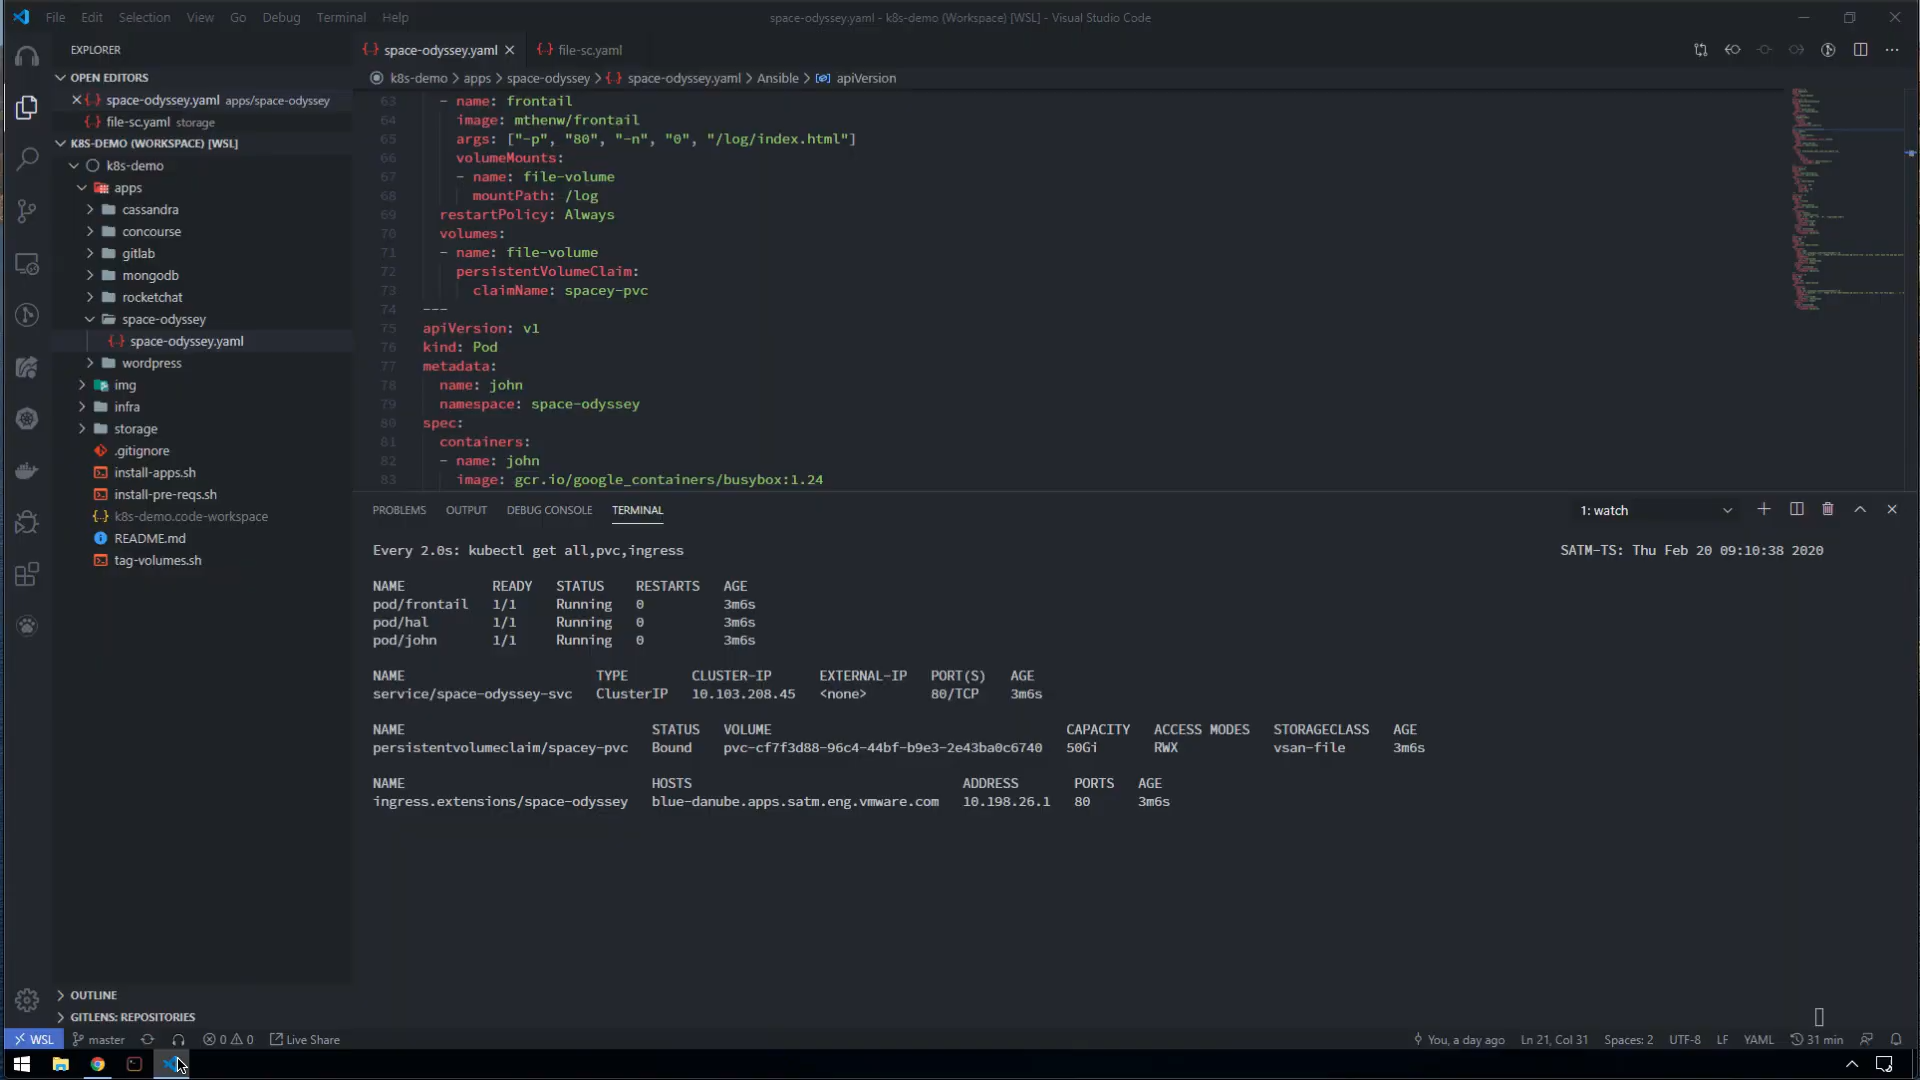 File Edit Selection View Go Debug Terminal Help
space-odyssey.yaml - k8s-demo (Workspace) [WSL] - Visual Studio Code
EXPLORER
OPEN EDITORS
space-odyssey.yaml apps/space-odyssey
file-sc.yaml storage
K8S-DEMO (WORKSPACE) [WSL]
k8s-demo
apps
cassandra
concourse
gitlab
mongodb
rocketchat
space-odyssey
space-odyssey.yaml
wordpress
img
infra
storage
.gitignore
install-apps.sh
install-pre-reqs.sh
k8s-demo.code-workspace
README.md
tag-volumes.sh
OUTLINE
GITLENS: REPOSITORIES
space-odyssey.yaml file-sc.yaml
k8s-demo > apps > space-odyssey > space-odyssey.yaml > Ansible > apiVersion
63 - name: frontail
64 image: mthenw/frontail
65 args: ["-p", "80", "-n", "0", "/log/index.html"]
66 volumeMounts:
67 - name: file-volume
68 mountPath: /log
69 restartPolicy: Always
70 volumes:
71 - name: file-volume
72 persistentVolumeClaim:
73 claimName: spacey-pvc
74 ---
75 apiVersion: v1
76 kind: Pod
77 metadata:
78 name: john
79 namespace: space-odyssey
80 spec:
81 containers:
82 - name: john
83 image: gcr.io/google_containers/busybox:1.24
PROBLEMS OUTPUT DEBUG CONSOLE TERMINAL 1: watch
Every 2.0s: kubectl get all,pvc,ingress SATM-TS: Thu Feb 20 09:10:38 2020
NAME READY STATUS RESTARTS AGE
pod/frontail 1/1 Running 0 3m6s
pod/hal 1/1 Running 0 3m6s
pod/john 1/1 Running 0 3m6s
NAME TYPE CLUSTER-IP EXTERNAL-IP PORT(S) AGE
service/space-odyssey-svc ClusterIP 10.103.208.45 <none> 80/TCP 3m6s
NAME STATUS VOLUME CAPACITY ACCESS MODES STORAGECLASS AGE
persistentvolumeclaim/spacey-pvc Bound pvc-cf7f3d88-96c4-44bf-b9e3-2e43ba0c6740 50Gi RWX vsan-file 3m6s
NAME HOSTS ADDRESS PORTS AGE
ingress.extensions/space-odyssey blue-danube.apps.satm.eng.vmware.com 10.198.26.1 80 3m6s
WSL master 0 0 Live Share You, a day ago Ln 21, Col 31 Spaces: 2 UTF-8 LF YAML 31 min